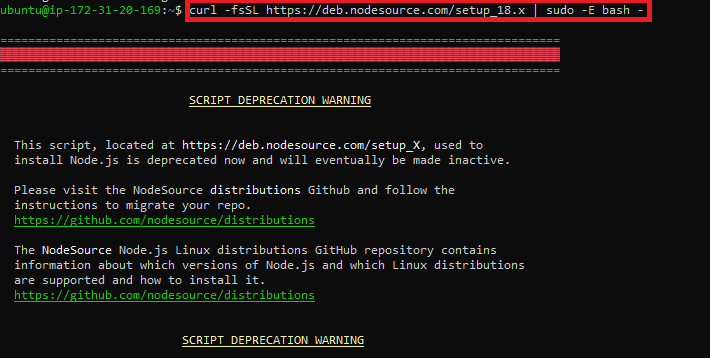 ubuntu@ip-172-31-20-169:~$ curl -fsSL https://deb.nodesource.com/setup_18.x | sudo -E bash -
================================================================================
================================================================================
SCRIPT DEPRECATION WARNING
This script, located at https://deb.nodesource.com/setup_X, used to
install Node.js is deprecated now and will eventually be made inactive.
Please visit the NodeSource distributions Github and follow the
instructions to migrate your repo.
https://github.com/nodesource/distributions
The NodeSource Node.js Linux distributions GitHub repository contains
information about which versions of Node.js and which Linux distributions
are supported and how to install it.
https://github.com/nodesource/distributions
SCRIPT DEPRECATION WARNING